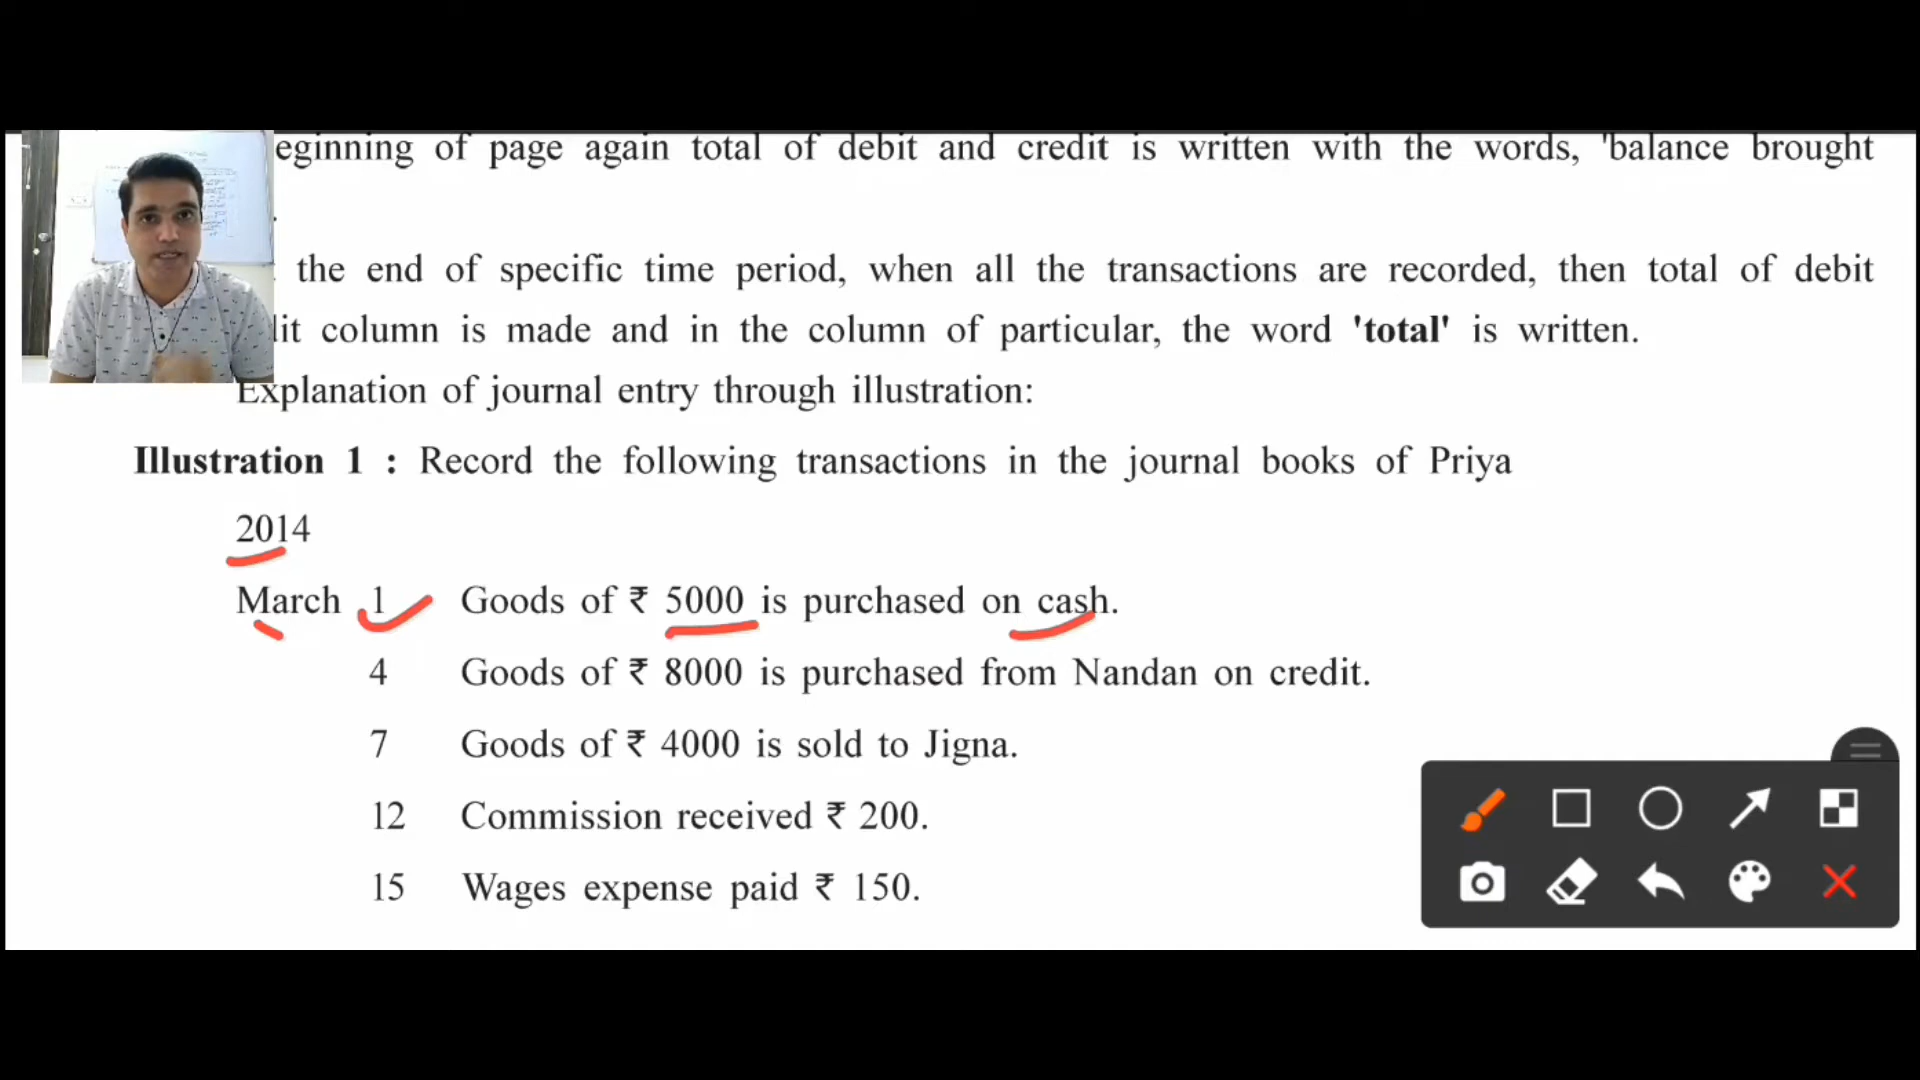 eginning of page again total of debit and credit is written with the words, 'balance brought
the end of specific time period, when all the transactions are recorded, then total of debit
dit column is made and in the column of particular, the word 'total' is written.
Explanation of journal entry through illustration:
Illustration 1 : Record the following transactions in the journal books of Priya
2014
March 1 Goods of ₹ 5000 is purchased on cash.
4 Goods of ₹ 8000 is purchased from Nandan on credit.
7 Goods of ₹ 4000 is sold to Jigna.
12 Commission received ₹ 200.
15 Wages expense paid ₹ 150.